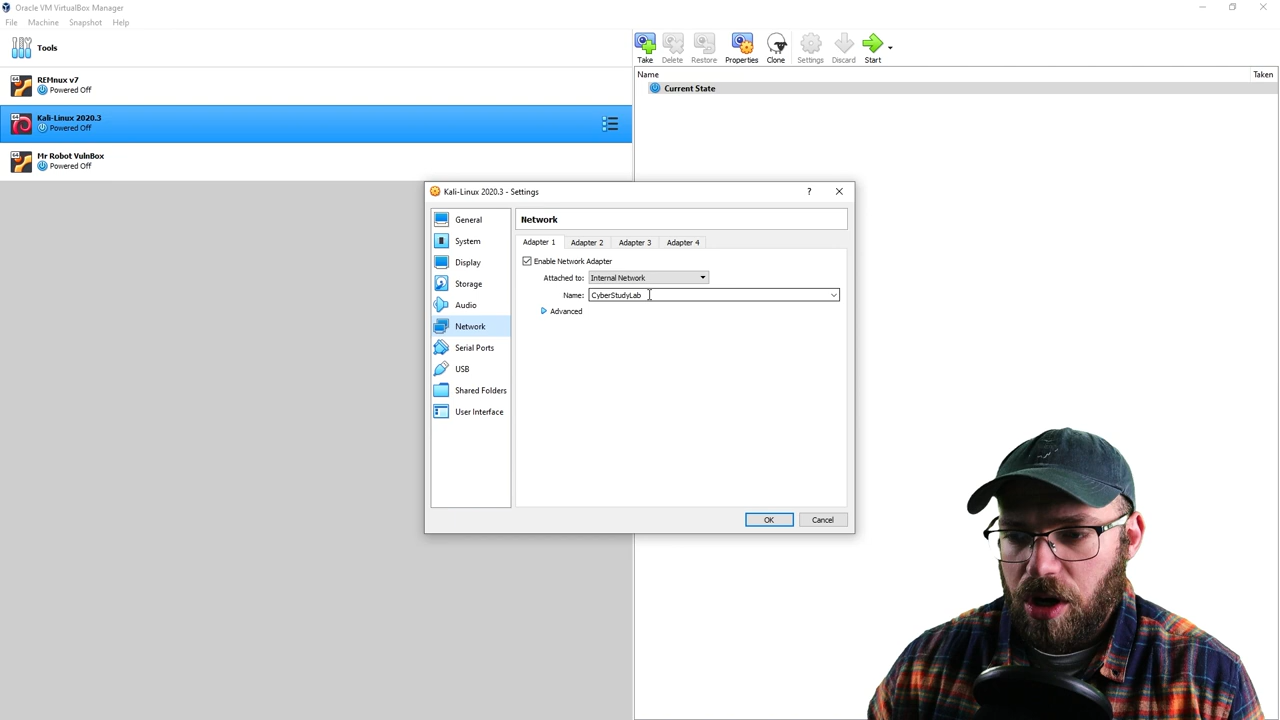 Oracle VM VirtualBox Manager
File Machine Snapshot Help
Tools
REMnux v7
Powered Off
Kali-Linux 2020.3
Powered Off
Mr Robot VulnBox
Powered Off
Take Delete Restore Properties Clone Settings Discard Start
Name Taken
Current State
Kali-Linux 2020.3 - Settings ?
General
System
Display
Storage
Audio
Network
Serial Ports
USB
Shared Folders
User Interface
Network
Adapter 1 Adapter 2 Adapter 3 Adapter 4
Enable Network Adapter
Attached to: Internal Network
Name: CyberStudyLab
Advanced
OK Cancel